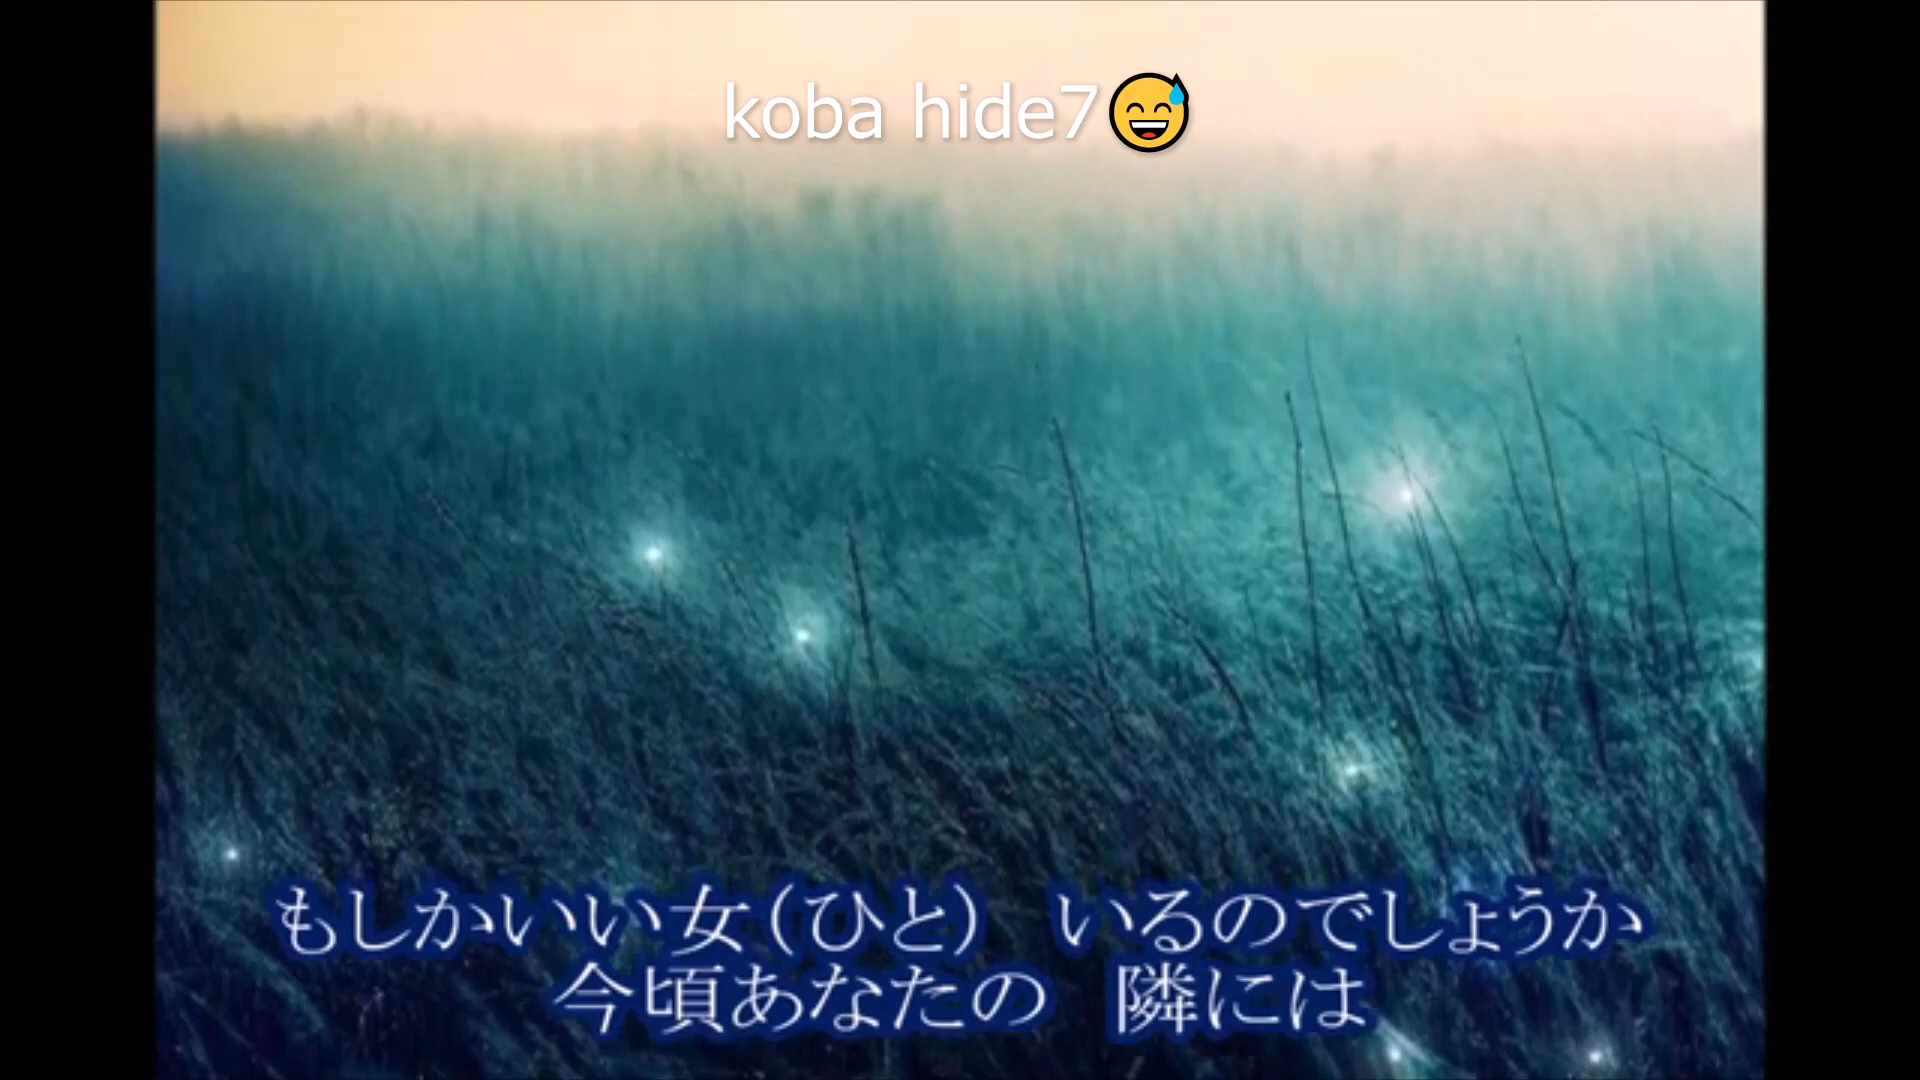 koba hide7😅
もしかいい女（ひと）　いるのでしょうか
今頃あなたの　隣には